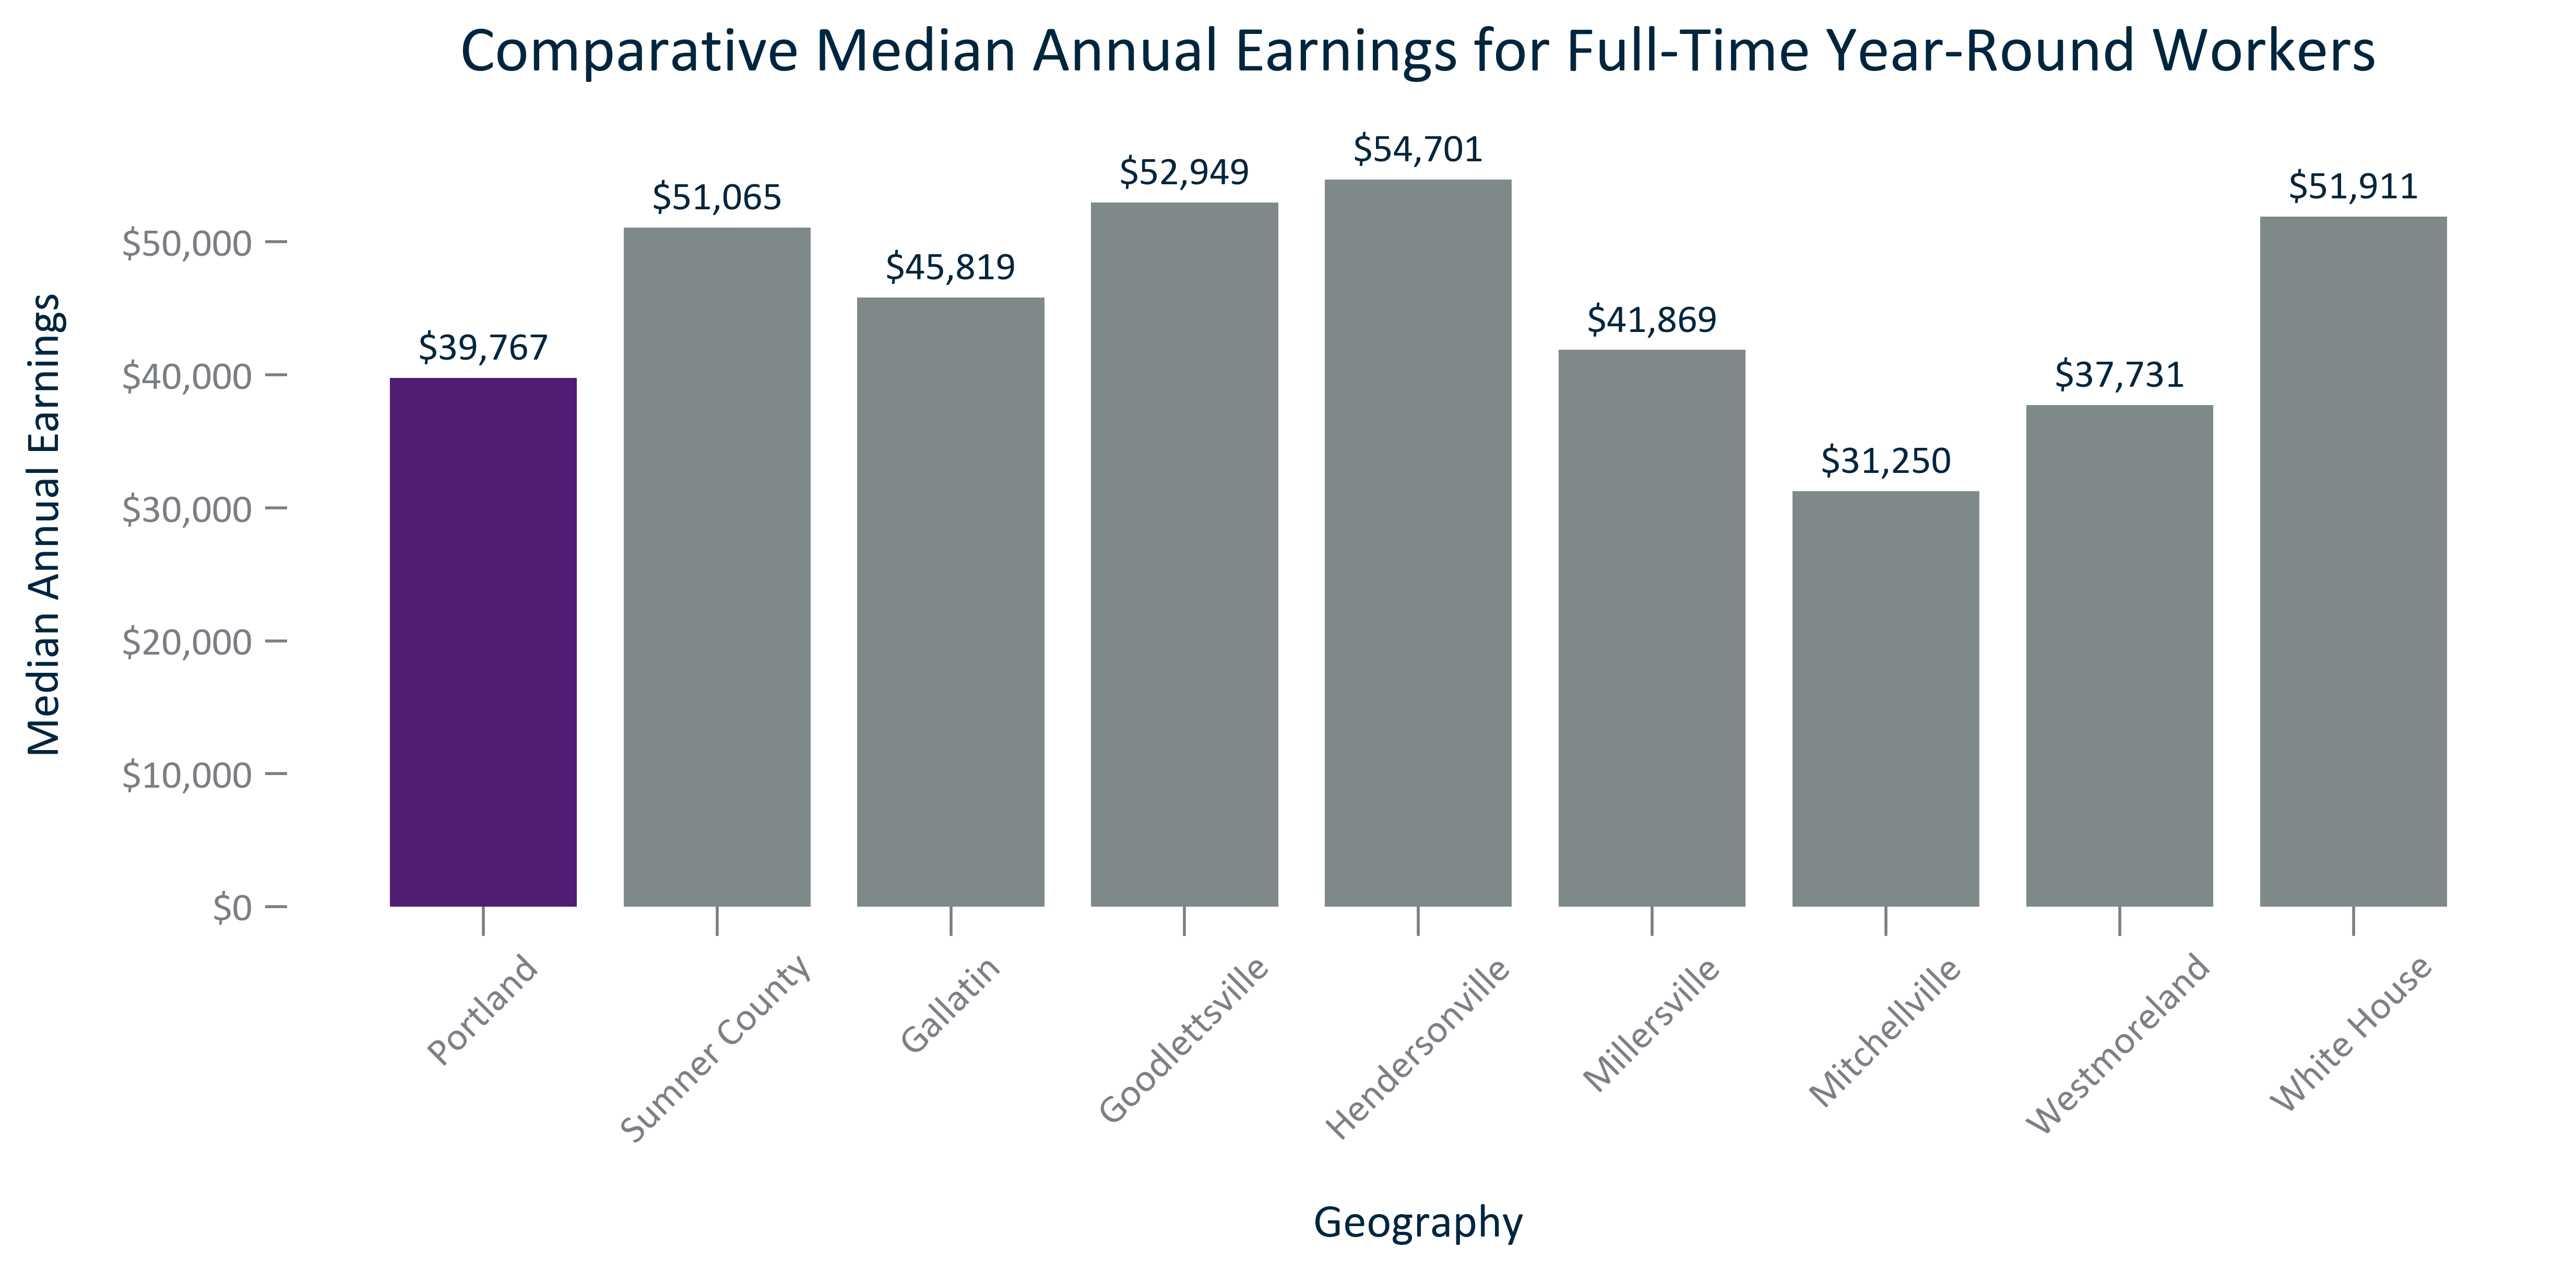 Comparative Median Annual Earnings for Full-Time Year-Round Workers
Median Annual Earnings
$50,000
$40,000
$30,000
$20,000
$10,000
$0
$39,767
$51,065
$45,819
$52,949
$54,701
$41,869
$31,250
$37,731
$51,911
Portland
Sumner County
Gallatin
Goodlettsville
Hendersonville
Millersville
Mitchellville
Westmoreland
White House
Geography